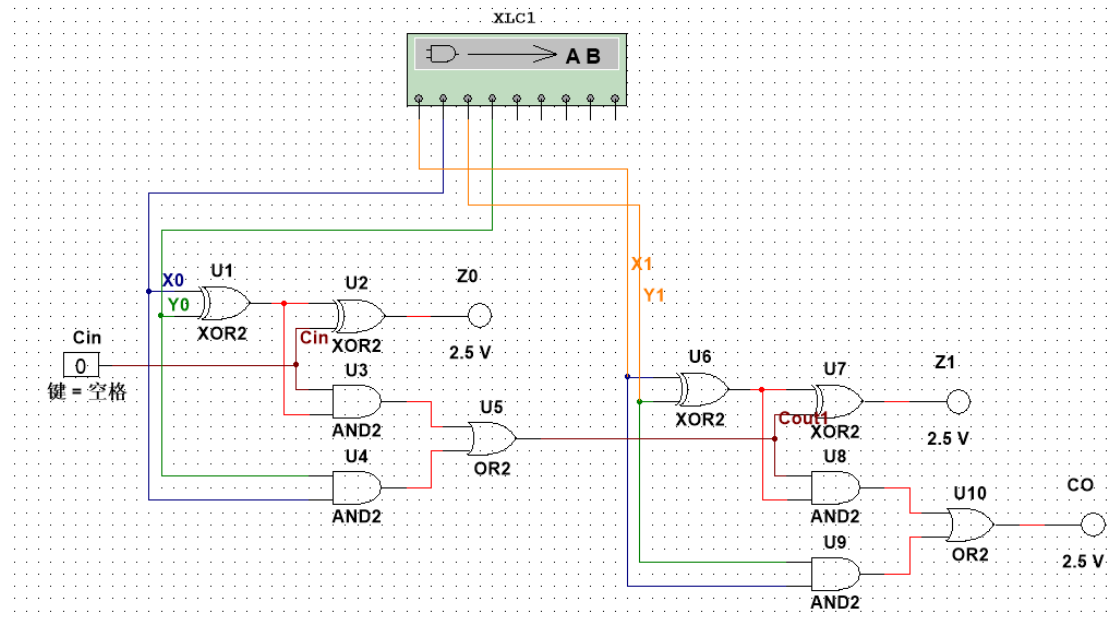 XLC1
A B
X1
Y1
X0
Y0
U1
XOR2
U2
Cin
XOR2
Z0
2.5 V
Cin
0
键 = 空格
U3
AND2
U4
AND2
U5
OR2
U6
XOR2
U7
Cout1
XOR2
Z1
2.5 V
U8
AND2
U9
AND2
U10
OR2
CO
2.5 V